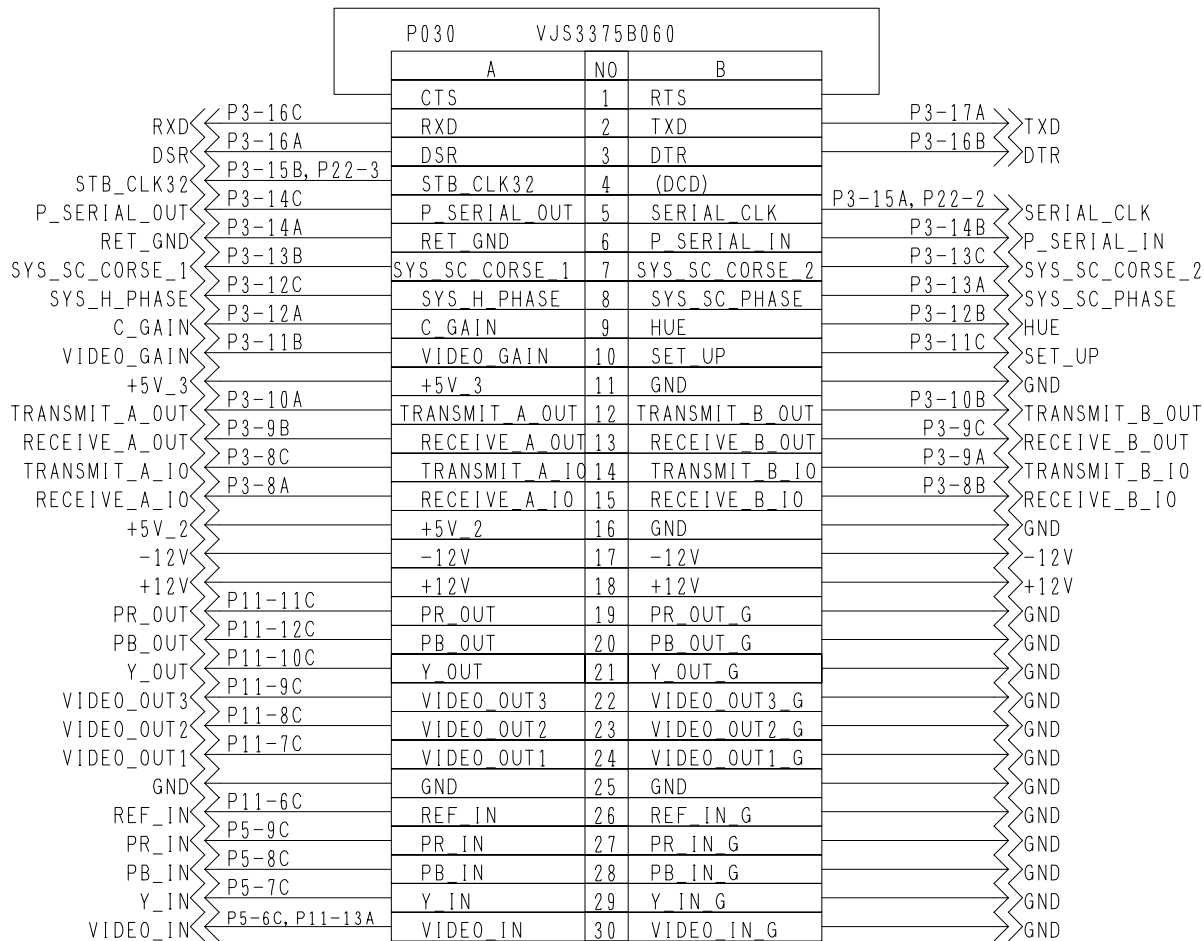 P030 VJS3375B060
A NO B
CTS 1 RTS
RXD P3-16C RXD 2 TXD P3-17A TXD
DSR P3-16A DSR 3 DTR P3-16B DTR
STB_CLK32 P3-15B, P22-3 STB_CLK32 4 (DCD)
P_SERIAL_OUT P3-14C P_SERIAL_OUT 5 SERIAL_CLK P3-15A, P22-2 SERIAL_CLK
RET_GND P3-14A RET_GND 6 P_SERIAL_IN P3-14B P_SERIAL_IN
SYS_SC_CORSE_1 P3-13B SYS_SC_CORSE_1 7 SYS_SC_CORSE_2 P3-13C SYS_SC_CORSE_2
SYS_H_PHASE P3-12C SYS_H_PHASE 8 SYS_SC_PHASE P3-13A SYS_SC_PHASE
C_GAIN P3-12A C_GAIN 9 HUE P3-12B HUE
VIDEO_GAIN P3-11B VIDEO_GAIN 10 SET_UP P3-11C SET_UP
+5V_3 +5V_3 11 GND GND
TRANSMIT_A_OUT P3-10A TRANSMIT_A_OUT 12 TRANSMIT_B_OUT P3-10B TRANSMIT_B_OUT
RECEIVE_A_OUT P3-9B RECEIVE_A_OUT 13 RECEIVE_B_OUT P3-9C RECEIVE_B_OUT
TRANSMIT_A_IO P3-8C TRANSMIT_A_IO 14 TRANSMIT_B_IO P3-9A TRANSMIT_B_IO
RECEIVE_A_IO P3-8A RECEIVE_A_IO 15 RECEIVE_B_IO P3-8B RECEIVE_B_IO
+5V_2 +5V_2 16 GND GND
-12V -12V 17 -12V -12V
+12V +12V 18 +12V +12V
PR_OUT P11-11C PR_OUT 19 PR_OUT_G GND
PB_OUT P11-12C PB_OUT 20 PB_OUT_G GND
Y_OUT P11-10C Y_OUT 21 Y_OUT_G GND
VIDEO_OUT3 P11-9C VIDEO_OUT3 22 VIDEO_OUT3_G GND
VIDEO_OUT2 P11-8C VIDEO_OUT2 23 VIDEO_OUT2_G GND
VIDEO_OUT1 P11-7C VIDEO_OUT1 24 VIDEO_OUT1_G GND
GND GND 25 GND GND
REF_IN P11-6C REF_IN 26 REF_IN_G GND
PR_IN P5-9C PR_IN 27 PR_IN_G GND
PB_IN P5-8C PB_IN 28 PB_IN_G GND
Y_IN P5-7C Y_IN 29 Y_IN_G GND
VIDEO_IN P5-6C, P11-13A VIDEO_IN 30 VIDEO_IN_G GND